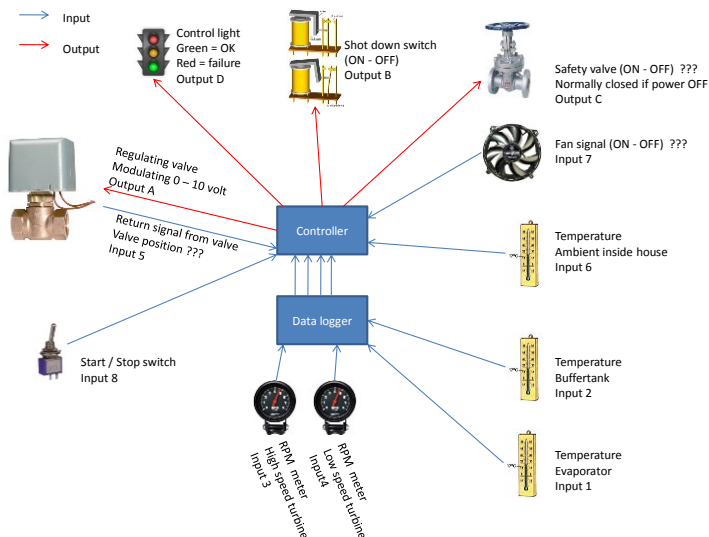 Input
Output
Control light
Green = OK
Red = failure
Output D
Shot down switch
(ON - OFF)
Output B
Safety valve (ON - OFF)  ???
Normally closed if power OFF
Output C
Fan signal (ON - OFF)  ???
Input 7
Regulating valve
Modulating 0 – 10 volt
Output A
Return signal from valve
Valve position ???
Input 5
Controller
Temperature
Ambient inside house
Input 6
Data logger
Start / Stop switch
Input 8
Temperature
Buffertank
Input 2
RPM meter
High speed turbine
Input 3
RPM meter
Low speed turbine
Input4
Temperature
Evaporator
Input 1